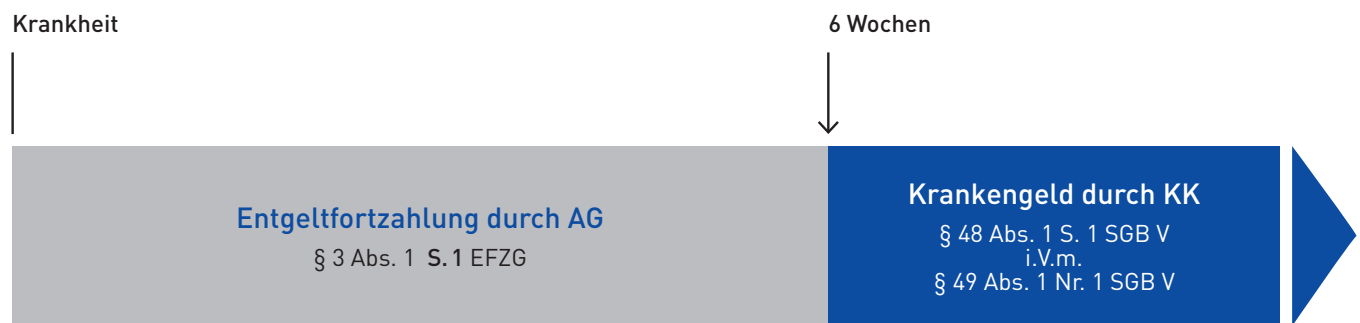 Krankheit
6 Wochen
Entgeltfortzahlung durch AG
§ 3 Abs. 1 S. 1 EFZG
Krankengeld durch KK
§ 48 Abs. 1 S. 1 SGB V
i.V.m.
§ 49 Abs. 1 Nr. 1 SGB V